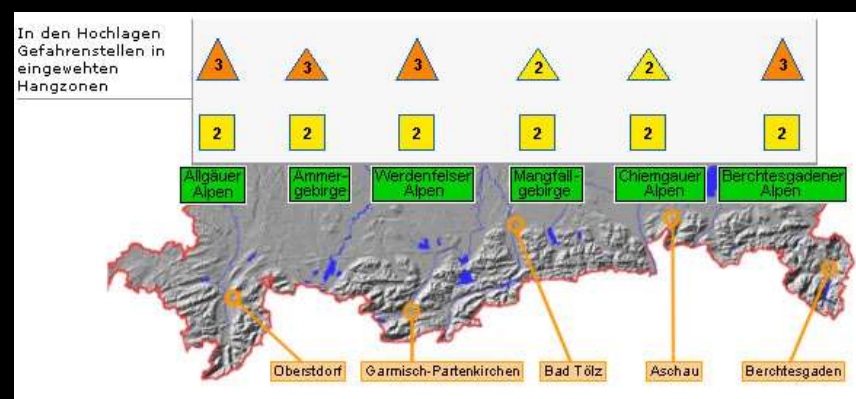 In den Hochlagen
Gefahrenstellen in
eingewehten
Hangzonen
3 3 3 2 2 3
2 2 2 2 2 2
Allgäuer
Alpen
Ammer-
gebirge
Werdenfelser
Alpen
Mangfall-
gebirge
Chiemgauer
Alpen
Berchtesgadener
Alpen
Oberstdorf
Garmisch-Partenkirchen
Bad Tölz
Aschau
Berchtesgaden